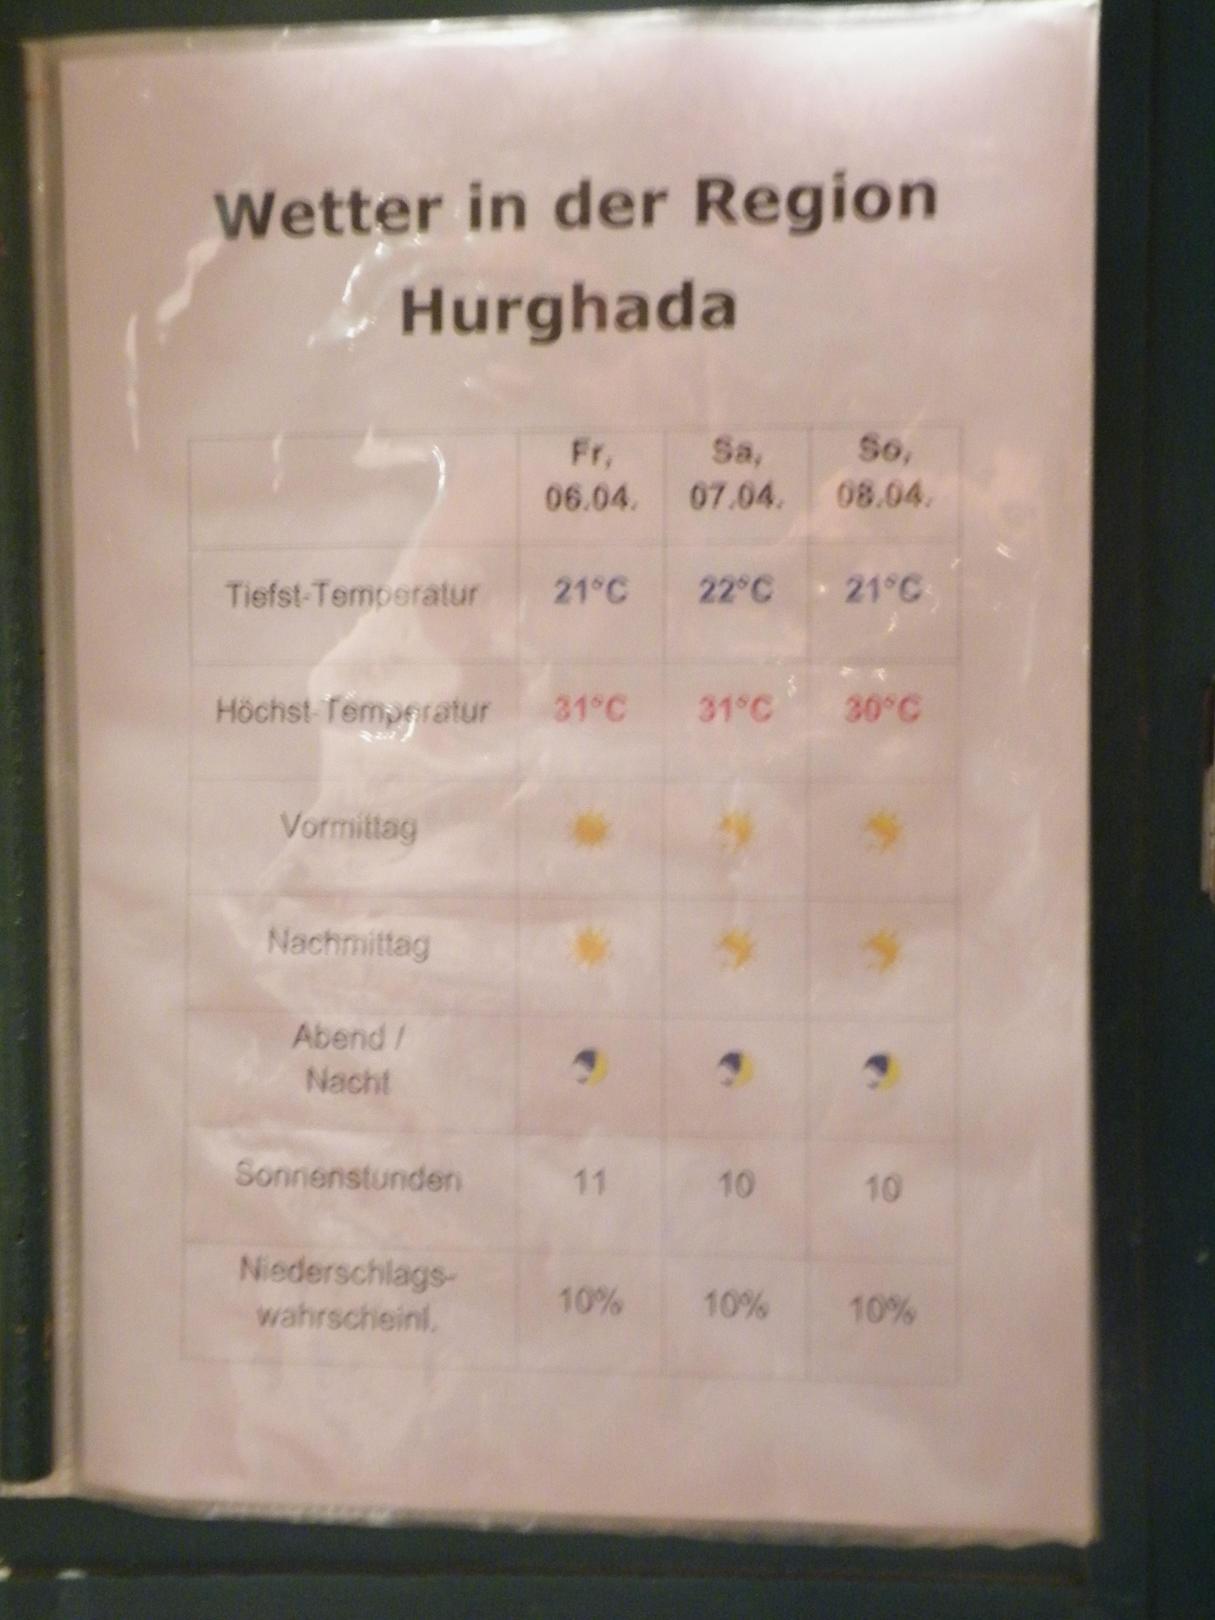 Wetter in der Region
Hurghada
Fr, Sa, So,
06.04. 07.04. 08.04.
Tiefst-Temperatur 21°C 22°C 21°C
Höchst-Temperatur 31°C 31°C 30°C
Vormittag
Nachmittag
Abend /
Nacht
Sonnenstunden 11 10 10
Niederschlags-
wahrscheinl. 10% 10% 10%